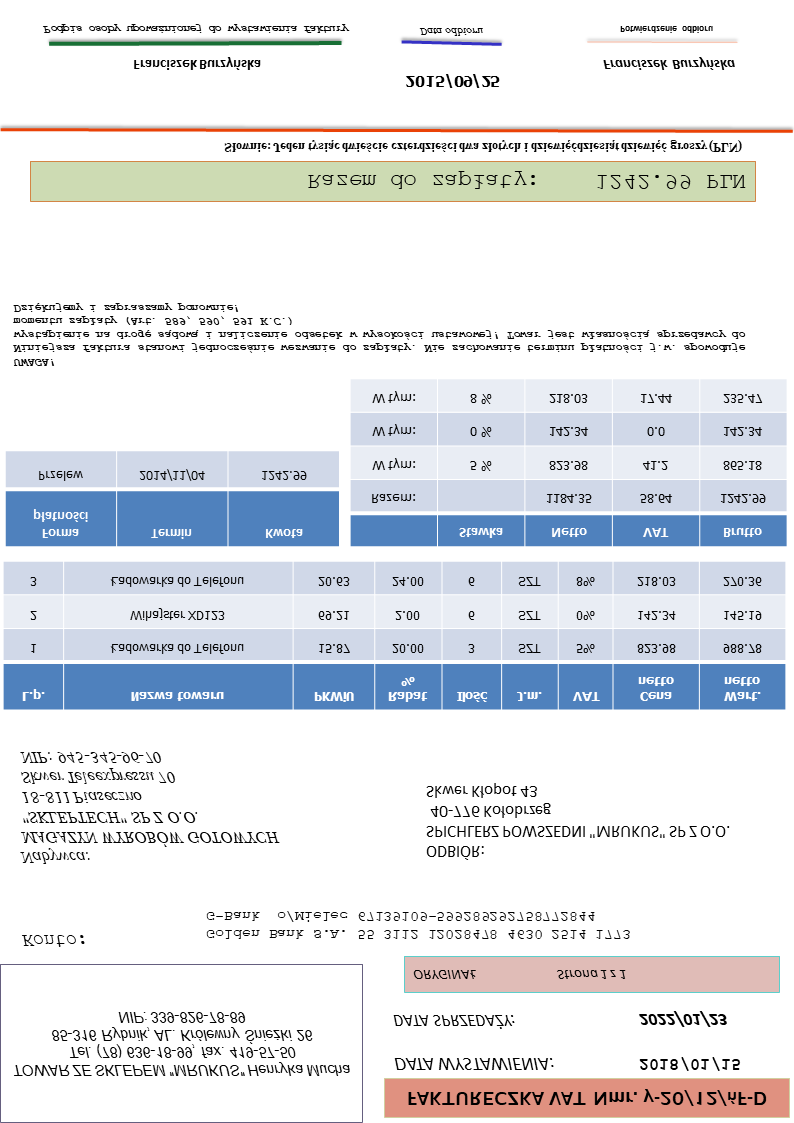 FAKTURECZKA VAT Nmr. y-20/12/ńF-D
DATA WYSTAWIENIA: 2018/01/15
DATA SPRZEDAŻY: 2022/01/23
ORYGINAŁ Strona 1 z 1
TOWAR ZE SKLEPEM "MRUKUS" Henryka Mucha
Tel. (78) 636-18-99, fax. 419-57-50
85-316 Rybnik, AL. Królewny Śnieżki 26
NIP: 339-826-78-89
Konto:
Golden Bank S.A. 55 3112 12028478 4630 2514 1773
G-Bank o/Mielec 67139109-599289292758772844
Nabywca:
MAGAZYN WYROBÓW GOTOWYCH
"SKLEPTECH" SP Z O.O.
18-811 Piaseczno
Skwer Teleexpressu 70
NIP: 945-345-96-70
ODBIÓR:
SPICHLERZ POWSZEDNI "MRUKUS" SP Z O.O.
40-776 Kołobrzeg
Skwer Kłopot 43
L.p. Nazwa towaru PKWiU Rabat % Ilość J.m. VAT Cena netto Wart. netto
1 Ładowarka do Telefonu 15.87 20.00 3 SZT 5% 823.98 988.78
2 Wihajster XD123 69.21 2.00 6 SZT 0% 142.34 145.19
3 Ładowarka do Telefonu 20.63 24.00 6 SZT 8% 218.03 270.36
Forma płatności Termin Kwota
Przelew 2014/11/04 1242.99
Stawka Netto VAT Brutto
Razem: 1184.35 58.64 1242.99
W tym: 5 % 823.98 41.2 865.18
W tym: 0 % 142.34 0.0 142.34
W tym: 8 % 218.03 17.44 235.47
UWAGA!
Niniejsza faktura stanowi jednocześnie wezwanie do zapłaty. Nie zachowanie terminu płatności j.w. spowoduje
wystąpienie na drogę sądową i naliczenie odsetek w wysokości ustawowej! Towar jest własnością sprzedawcy do
momentu zapłaty (Art. 589, 590, 591 K.C.)
Dziękujemy i zapraszamy ponownie!
Razem do zapłaty: 1242.99 PLN
Słownie: Jeden tysiąc dwieście czterdzieści dwa złotych i dziewięćdziesiąt dziewięć groszy (PLN)
Franciszek Burzyńska
Podpis osoby upoważnionej do wystawienia faktury
2015/09/25
Data odbioru
Franciszek Burzyńska
Potwierdzenie odbioru